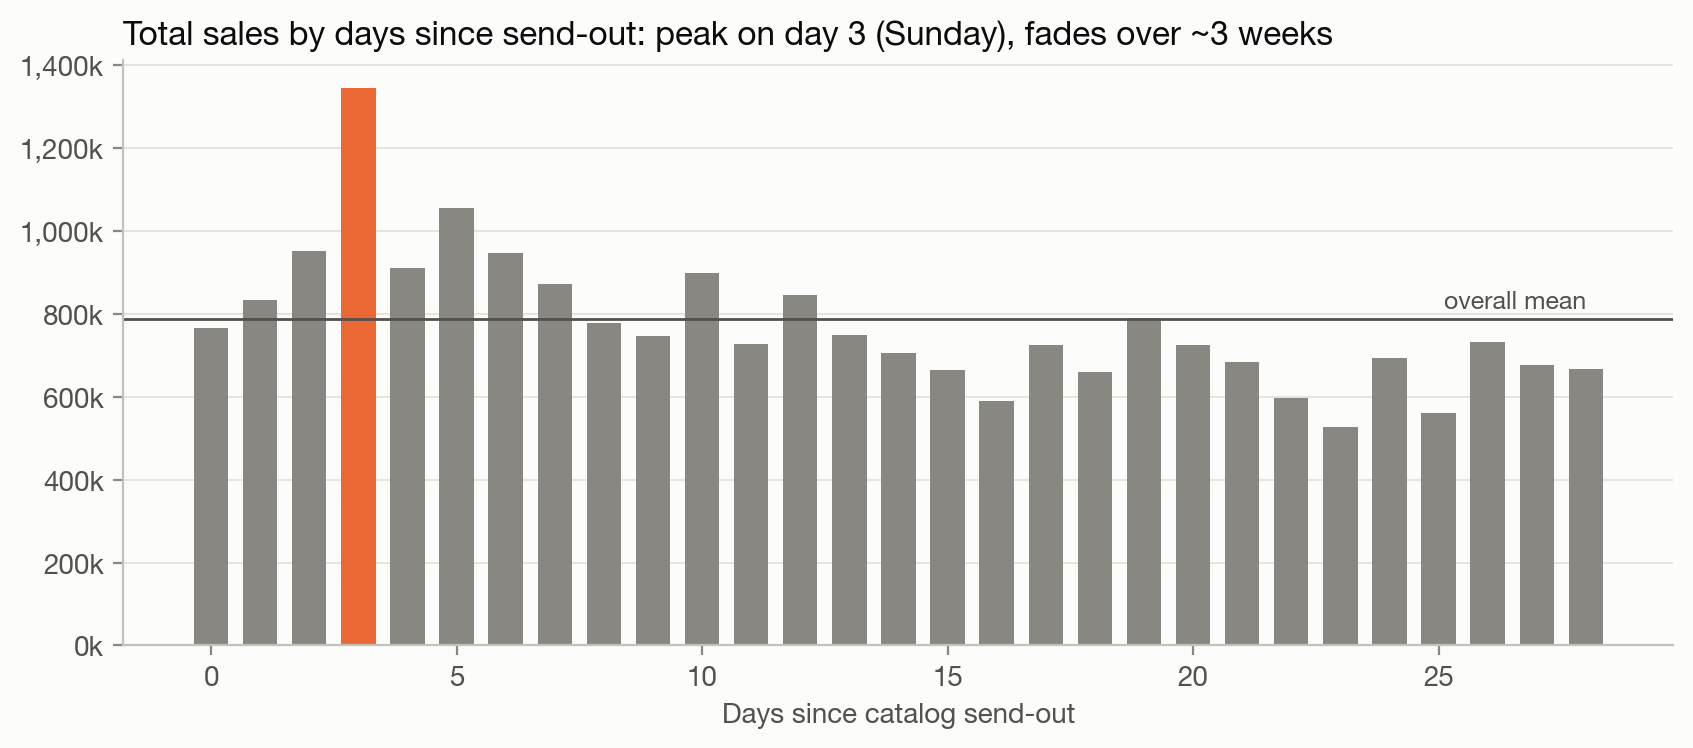 Total sales by days since send-out: peak on day 3 (Sunday), fades over ~3 weeks
1,400k
1,200k
1,000k
800k
600k
400k
200k
0k
overall mean
0 5 10 15 20 25
Days since catalog send-out